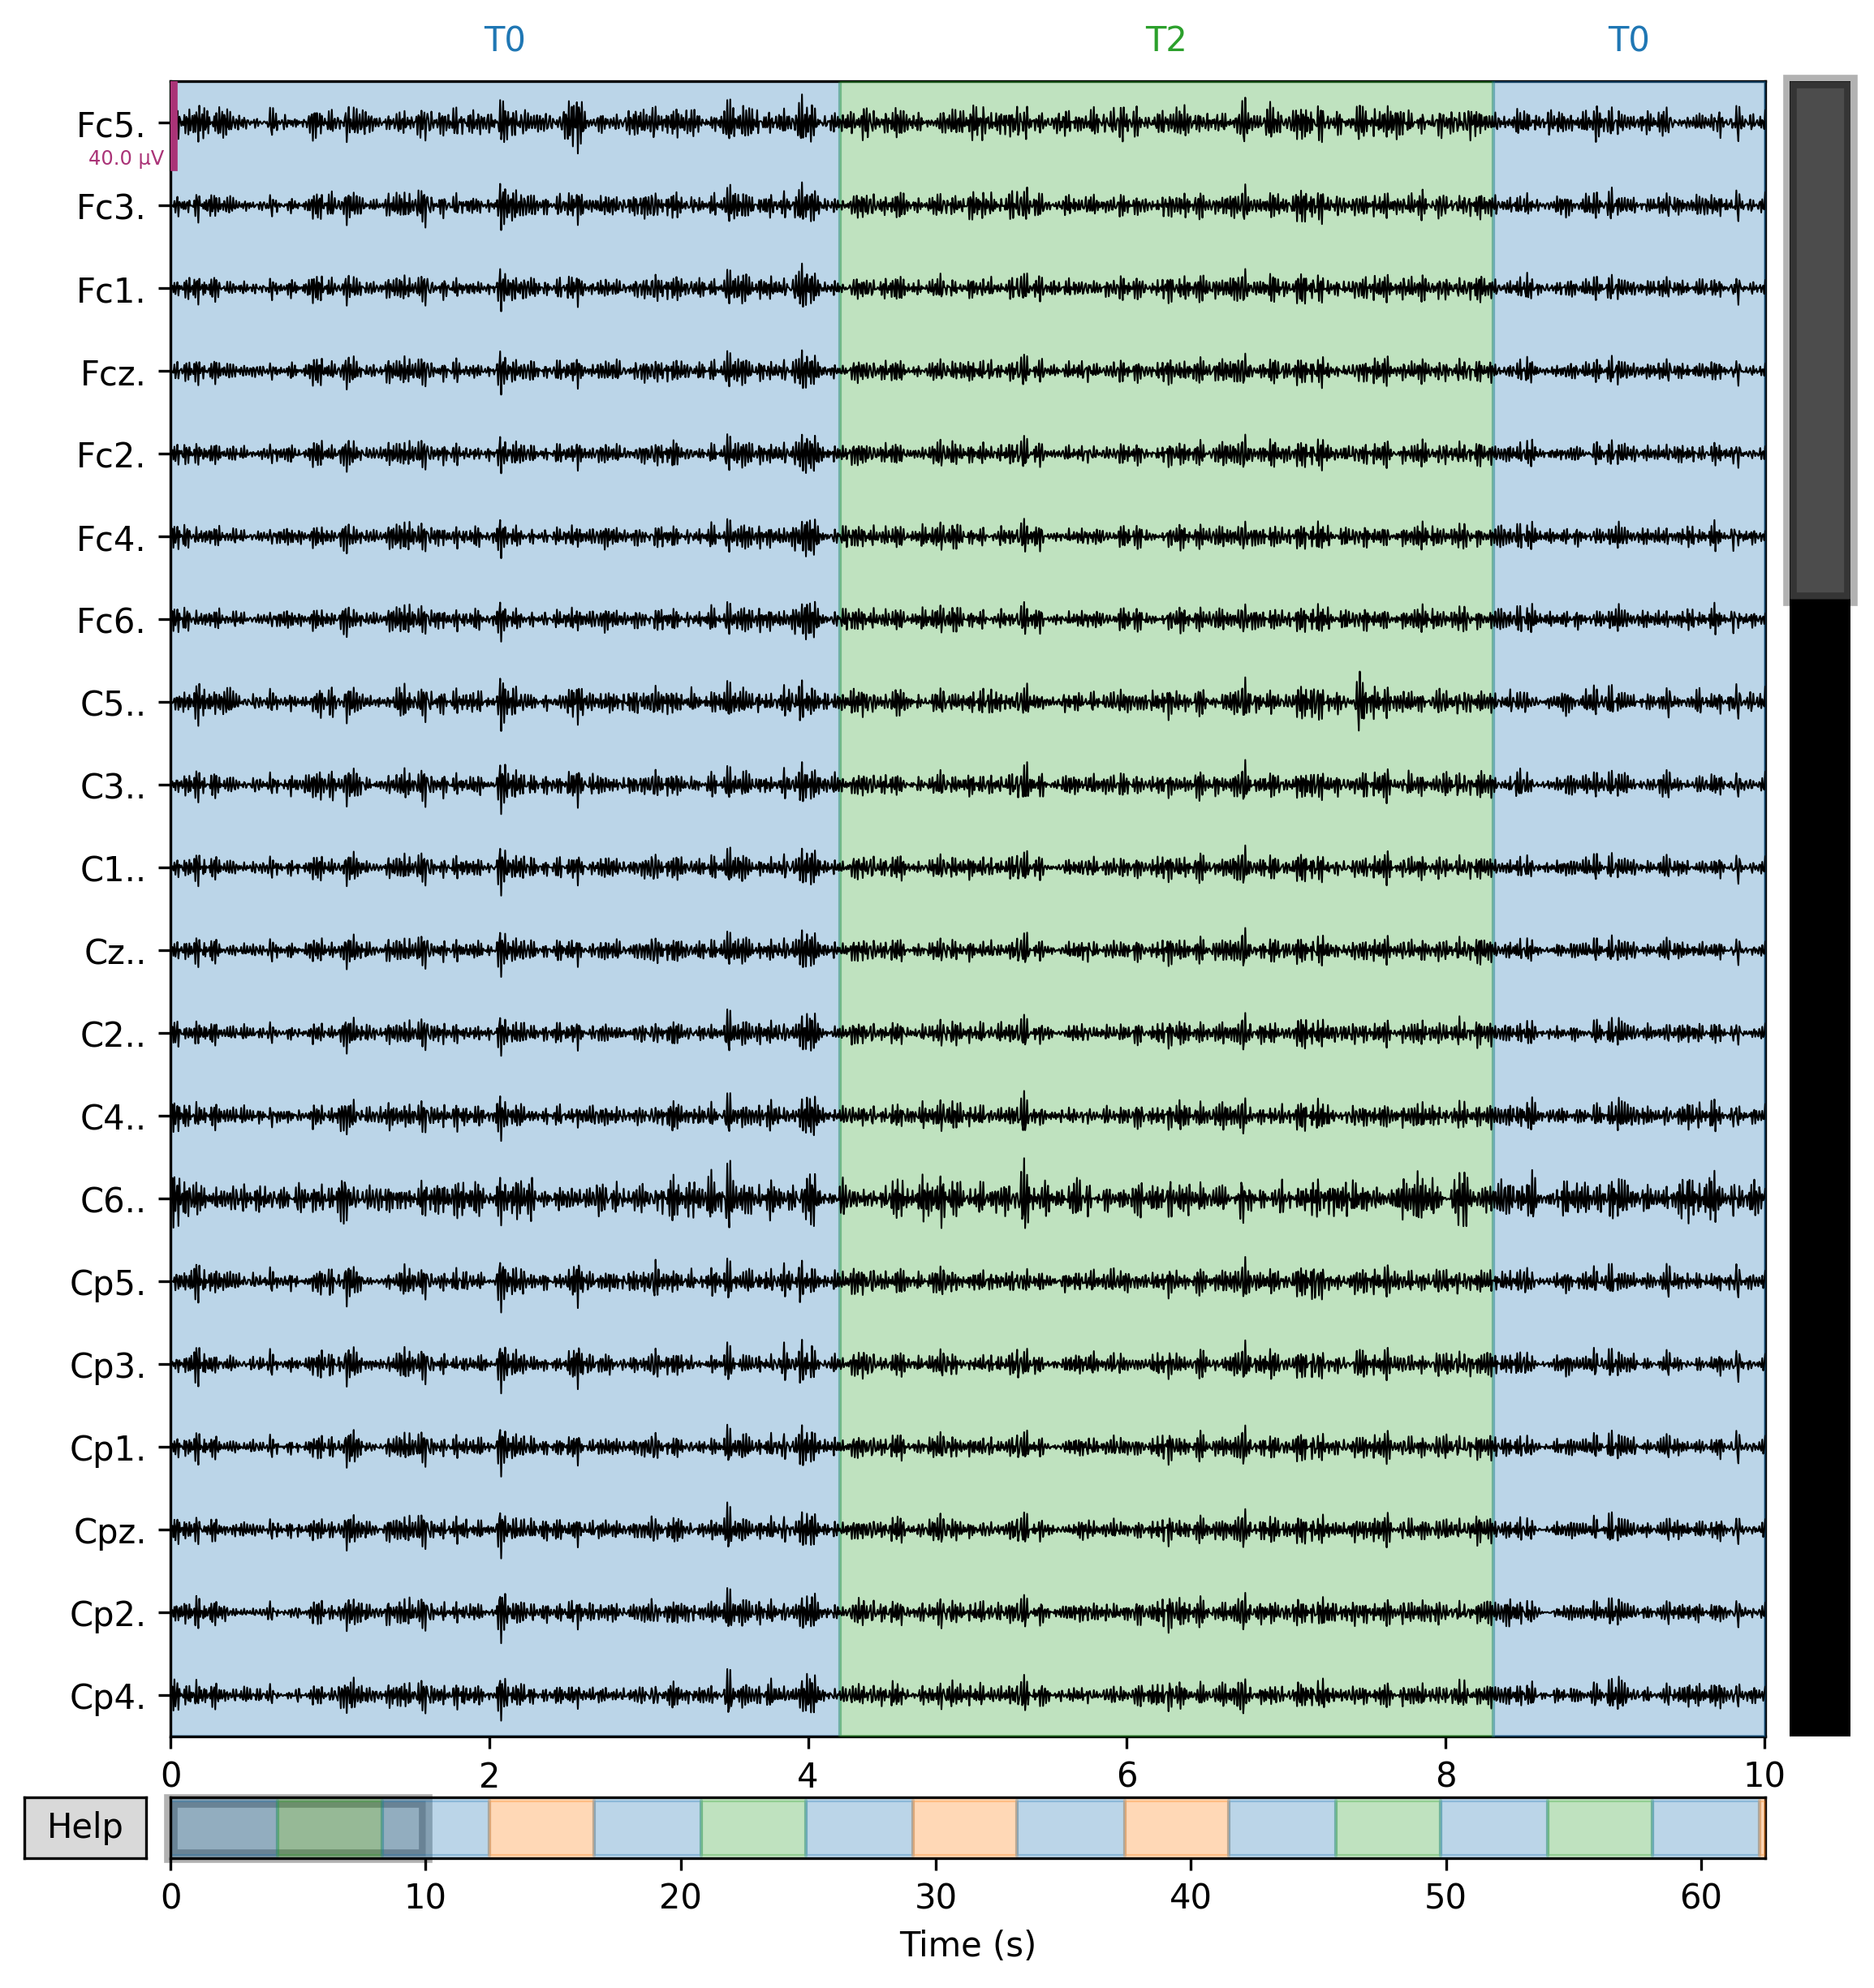 T0 T2 T0
Fc5.
40.0 µV
Fc3.
Fc1.
Fcz.
Fc2.
Fc4.
Fc6.
C5..
C3..
C1..
Cz..
C2..
C4..
C6..
Cp5.
Cp3.
Cp1.
Cpz.
Cp2.
Cp4.
0 2 4 6 8 10
Help
0 10 20 30 40 50 60
Time (s)